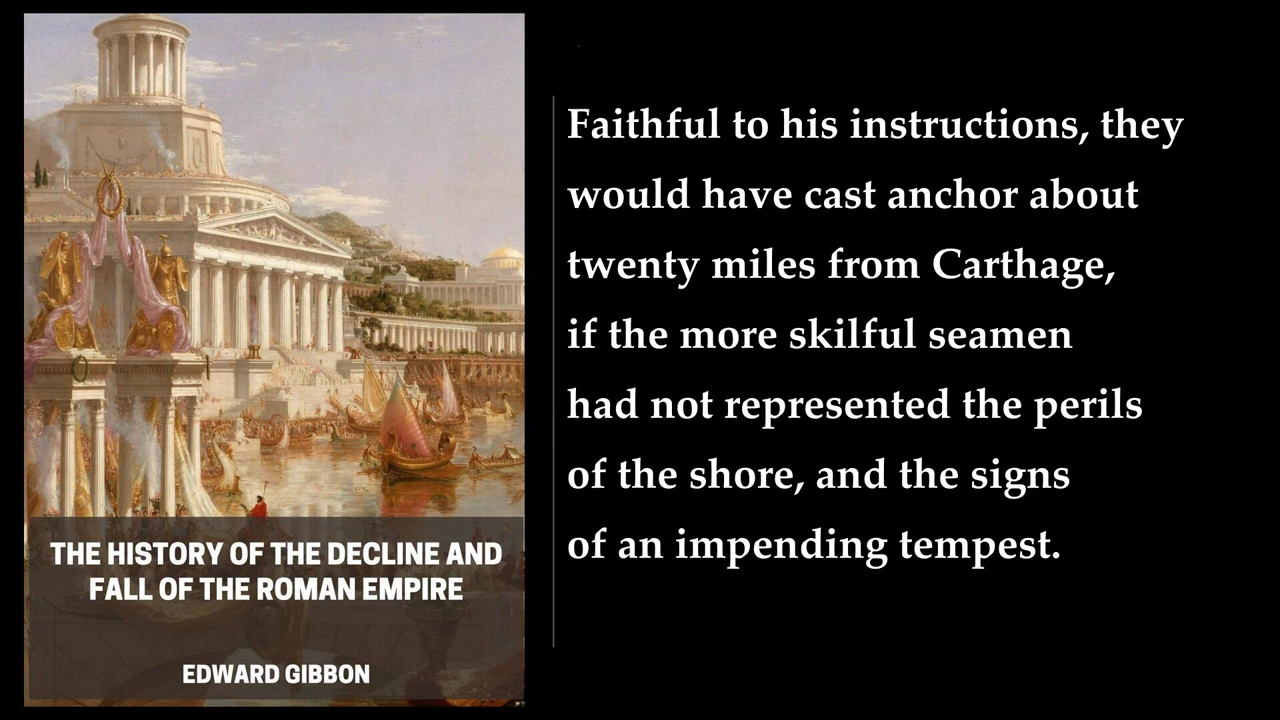 THE HISTORY OF THE DECLINE AND
FALL OF THE ROMAN EMPIRE
EDWARD GIBBON
Faithful to his instructions, they
would have cast anchor about
twenty miles from Carthage,
if the more skilful seamen
had not represented the perils
of the shore, and the signs
of an impending tempest.